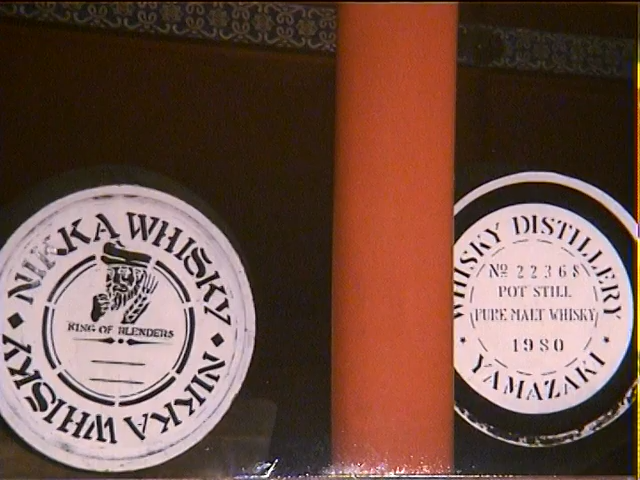 NIKKA WHISKY
KING OF BLENDERS
NIKKA WHISKY
WHISKY DISTILLERY
No 22368
POT STILL
PURE MALT WHISKY
1980
YAMAZAKI